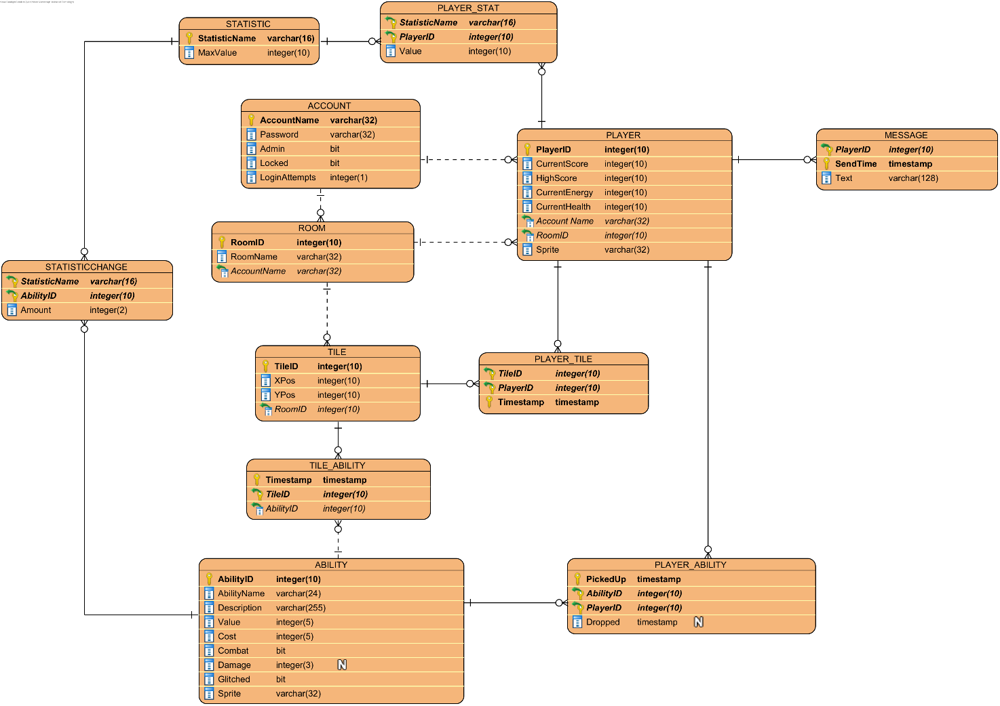 STATISTIC
StatisticName varchar(16)
MaxValue integer(10)
PLAYER_STAT
StatisticName varchar(16)
PlayerID integer(10)
Value integer(10)
ACCOUNT
AccountName varchar(32)
Password varchar(32)
Admin bit
Locked bit
LoginAttempts integer(1)
PLAYER
PlayerID integer(10)
CurrentScore integer(10)
HighScore integer(10)
CurrentEnergy integer(10)
CurrentHealth integer(10)
Account Name varchar(32)
RoomID integer(10)
Sprite varchar(32)
MESSAGE
PlayerID integer(10)
SendTime timestamp
Text varchar(128)
ROOM
RoomID integer(10)
RoomName varchar(32)
AccountName varchar(32)
STATISTICCHANGE
StatisticName varchar(16)
AbilityID integer(10)
Amount integer(2)
TILE
TileID integer(10)
XPos integer(10)
YPos integer(10)
RoomID integer(10)
PLAYER_TILE
TileID integer(10)
PlayerID integer(10)
Timestamp timestamp
TILE_ABILITY
Timestamp timestamp
TileID integer(10)
AbilityID integer(10)
ABILITY
AbilityID integer(10)
AbilityName varchar(24)
Description varchar(255)
Value integer(5)
Cost integer(5)
Combat bit
Damage integer(3) N
Glitched bit
Sprite varchar(32)
PLAYER_ABILITY
PickedUp timestamp
AbilityID integer(10)
PlayerID integer(10)
Dropped timestamp N